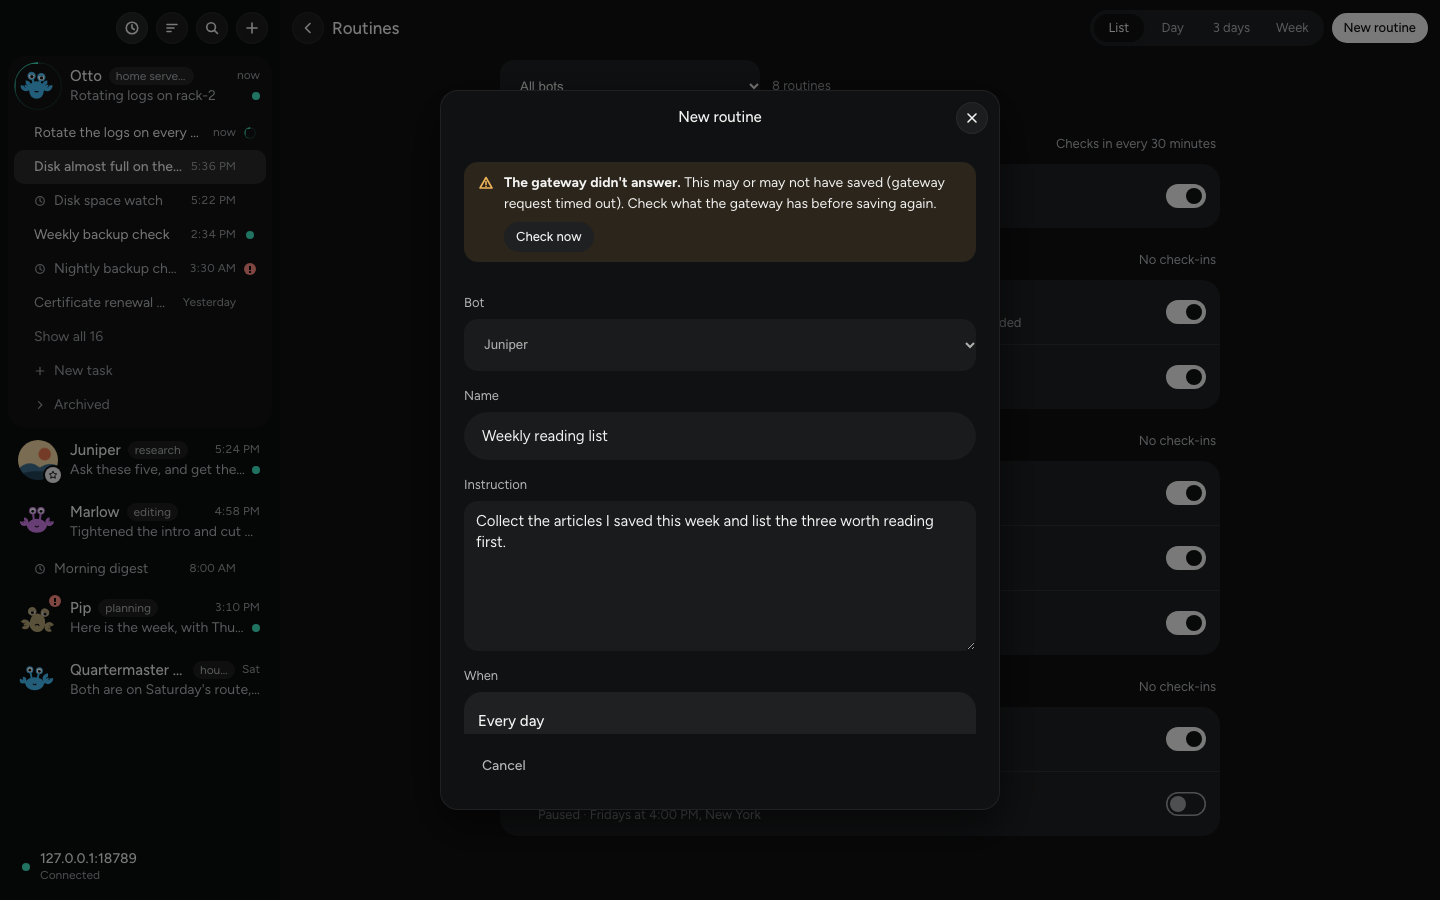 Routines
List
Day
3 days
Week
New routine
Otto
home serve...
now
Rotating logs on rack-2
Rotate the logs on every ...
now
Disk almost full on the...
5:36 PM
Disk space watch
5:22 PM
Weekly backup check
2:34 PM
Nightly backup ch...
3:30 AM
Certificate renewal ...
Yesterday
Show all 16
New task
Archived
Juniper
research
5:24 PM
Ask these five, and get the...
Marlow
editing
4:58 PM
Tightened the intro and cut ...
Morning digest
8:00 AM
Pip
planning
3:10 PM
Here is the week, with Thu...
Quartermaster ...
hou...
Sat
Both are on Saturday's route,...
127.0.0.1:18789
Connected
All bots
8 routines
Checks in every 30 minutes
No check-ins
ded
No check-ins
No check-ins
Paused · Fridays at 4:00 PM, New York
New routine
The gateway didn't answer. This may or may not have saved (gateway
request timed out). Check what the gateway has before saving again.
Check now
Bot
Juniper
Name
Weekly reading list
Instruction
Collect the articles I saved this week and list the three worth reading
first.
When
Every day
Cancel